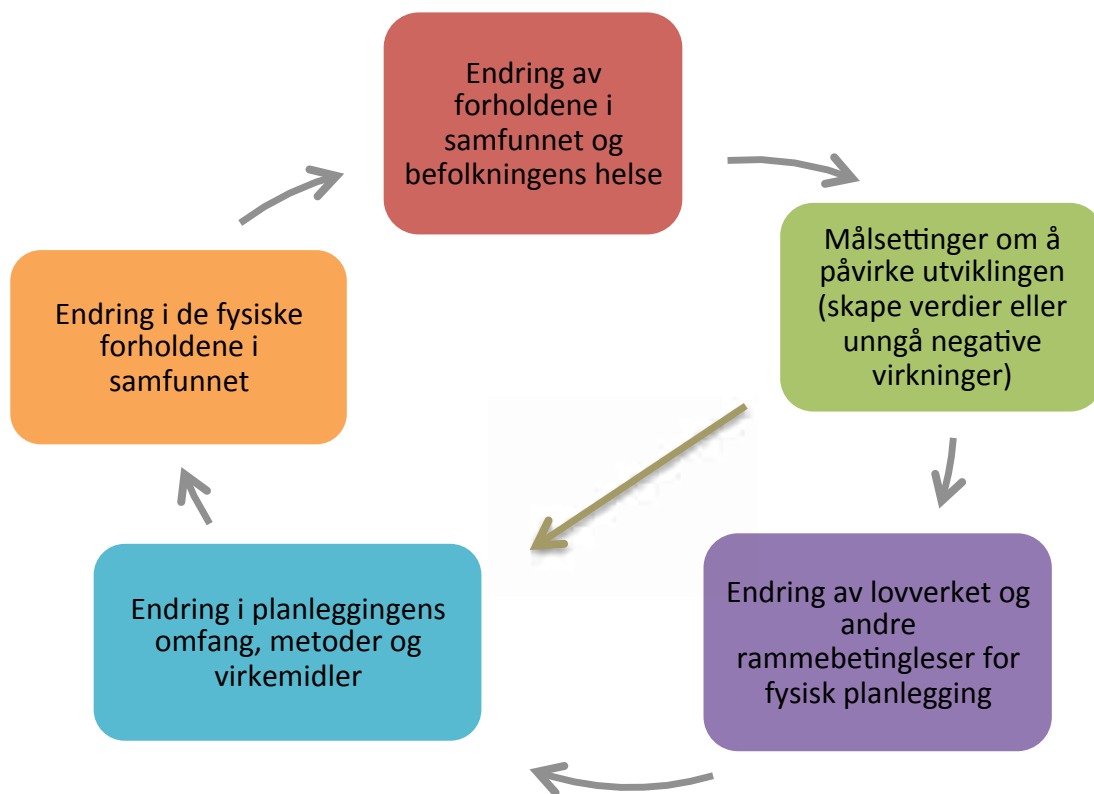 Endring av
forholdene i
samfunnet og
befolkningens helse
Målsettinger om å
påvirke utviklingen
(skape verdier eller
unngå negative
virkninger)
Endring av lovverket og
andre
rammebetingleser for
fysisk planlegging
Endring i planleggingens
omfang, metoder og
virkemidler
Endring i de fysiske
forholdene i
samfunnet